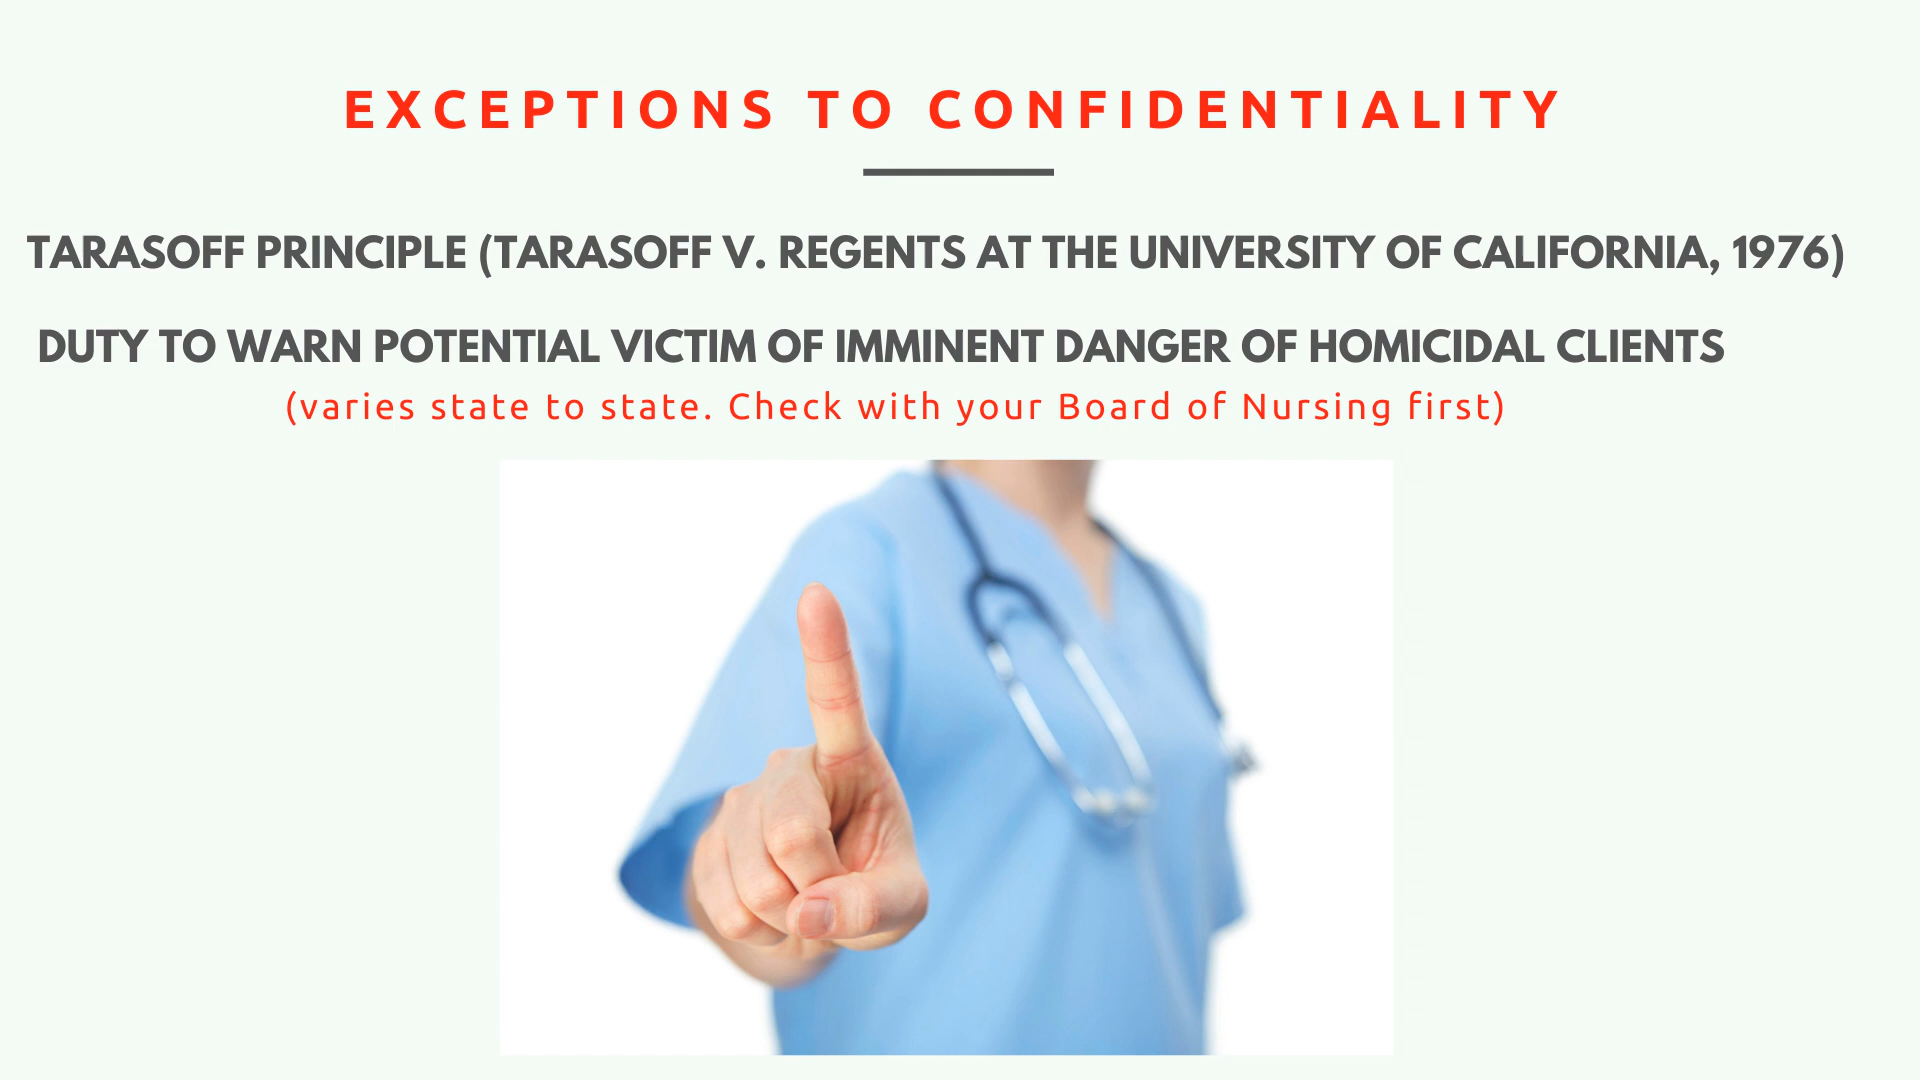 EXCEPTIONS TO CONFIDENTIALITY
TARASOFF PRINCIPLE (TARASOFF V. REGENTS AT THE UNIVERSITY OF CALIFORNIA, 1976)
DUTY TO WARN POTENTIAL VICTIM OF IMMINENT DANGER OF HOMICIDAL CLIENTS
(varies state to state. Check with your Board of Nursing first)